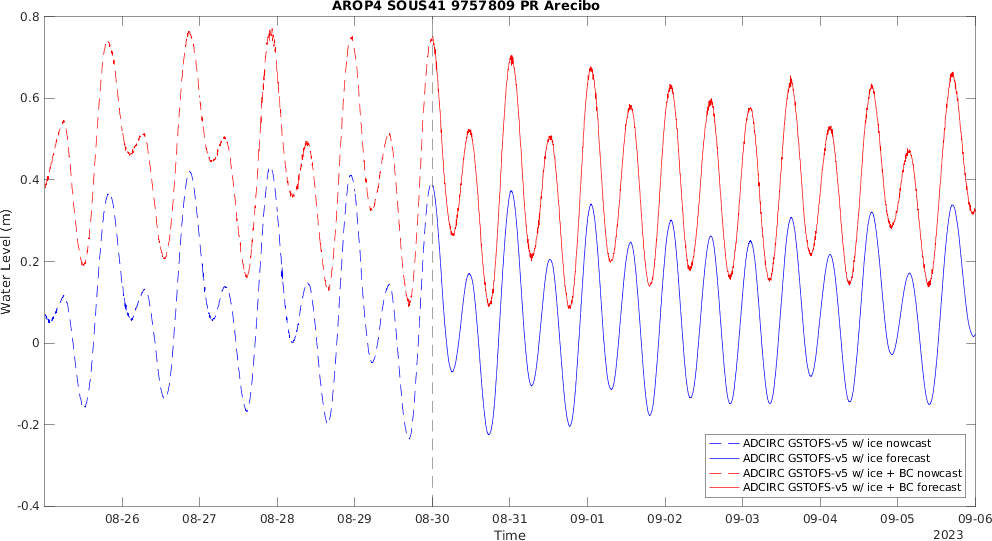 AROP4 SOUS41 9757809 PR Arecibo
Water Level (m)
0.8
0.6
0.4
0.2
0
-0.2
-0.4
ADCIRC GSTOFS-v5 w/ ice nowcast
ADCIRC GSTOFS-v5 w/ ice forecast
ADCIRC GSTOFS-v5 w/ ice + BC nowcast
ADCIRC GSTOFS-v5 w/ ice + BC forecast
08-26 08-27 08-28 08-29 08-30 08-31 09-01 09-02 09-03 09-04 09-05 09-06
Time
2023